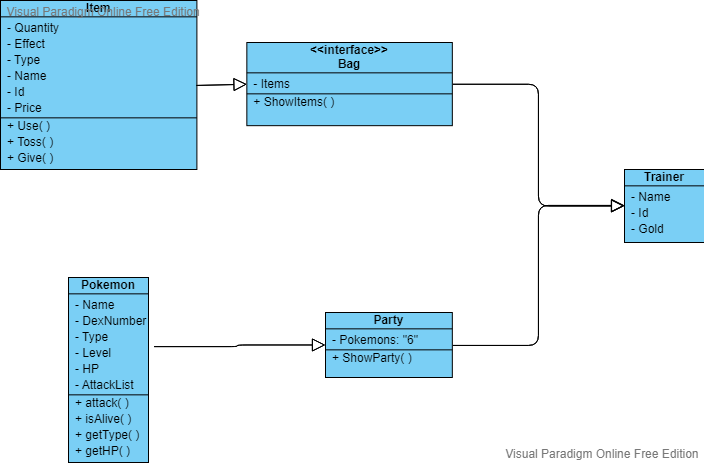 Item
Visual Paradigm Online Free Edition
- Quantity
- Effect
- Type
- Name
- Id
- Price
+ Use( )
+ Toss( )
+ Give( )
<<interface>>
Bag
- Items
+ ShowItems( )
Trainer
- Name
- Id
- Gold
Pokemon
- Name
- DexNumber
- Type
- Level
- HP
- AttackList
+ attack( )
+ isAlive( )
+ getType( )
+ getHP( )
Party
- Pokemons: "6"
+ ShowParty( )
Visual Paradigm Online Free Edition